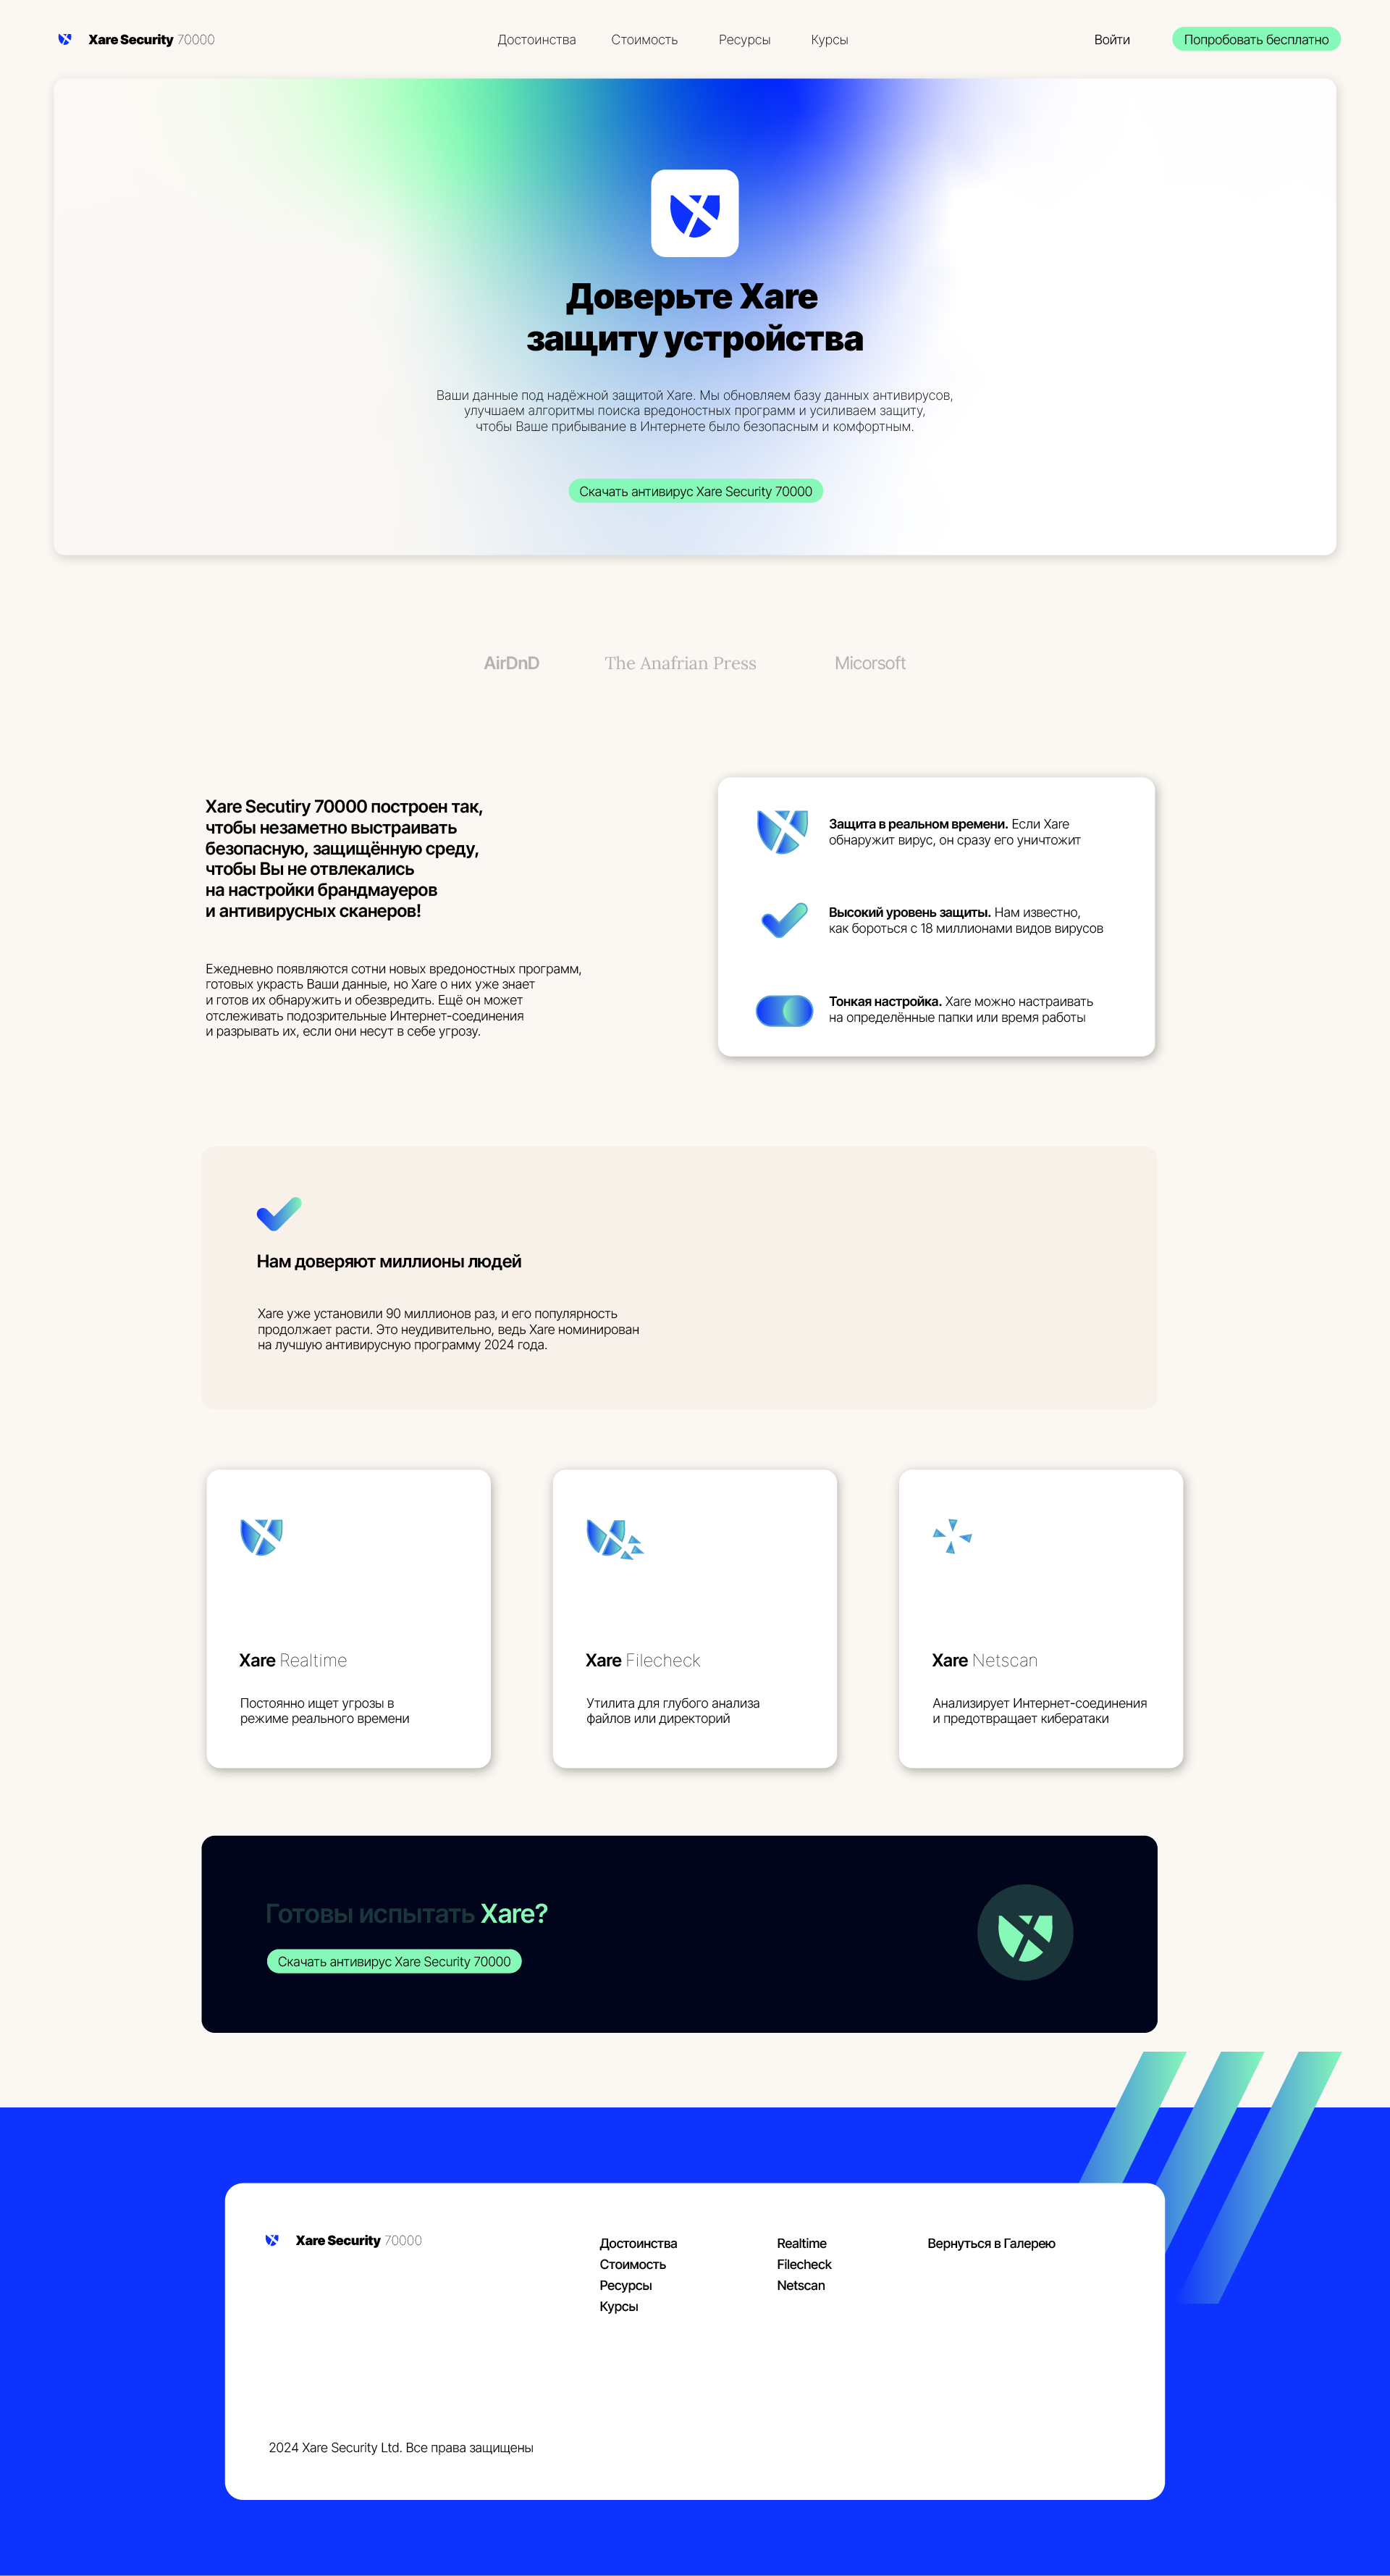 Xare Security 70000
Достоинства
Стоимость
Ресурсы
Курсы
Войти
Попробовать бесплатно
Доверьте Xare
защиту устройства
Ваши данные под надёжной защитой Xare. Мы обновляем базу данных антивирусов,
улучшаем алгоритмы поиска вредоностных программ и усиливаем защиту,
чтобы Ваше прибывание в Интернете было безопасным и комфортным.
Скачать антивирус Xare Security 70000
AirDnD
The Anafrian Press
Micorsoft
Xare Secutiry 70000 построен так,
чтобы незаметно выстраивать
безопасную, защищённую среду,
чтобы Вы не отвлекались
на настройки брандмауеров
и антивирусных сканеров!
Ежедневно появляются сотни новых вредоностных программ,
готовых украсть Ваши данные, но Xare о них уже знает
и готов их обнаружить и обезвредить. Ещё он может
отслеживать подозрительные Интернет-соединения
и разрывать их, если они несут в себе угрозу.
Защита в реальном времени. Если Xare
обнаружит вирус, он сразу его уничтожит
Высокий уровень защиты. Нам известно,
как бороться с 18 миллионами видов вирусов
Тонкая настройка. Xare можно настраивать
на определённые папки или время работы
Нам доверяют миллионы людей
Xare уже установили 90 миллионов раз, и его популярность
продолжает расти. Это неудивительно, ведь Xare номинирован
на лучшую антивирусную программу 2024 года.
Xare Realtime
Постоянно ищет угрозы в
режиме реального времени
Xare Filecheck
Утилита для глубого анализа
файлов или директорий
Xare Netscan
Анализирует Интернет-соединения
и предотвращает кибератаки
Готовы испытать Xare?
Скачать антивирус Xare Security 70000
Xare Security 70000
Достоинства
Стоимость
Ресурсы
Курсы
Realtime
Filecheck
Netscan
Вернуться в Галерею
2024 Xare Security Ltd. Все права защищены